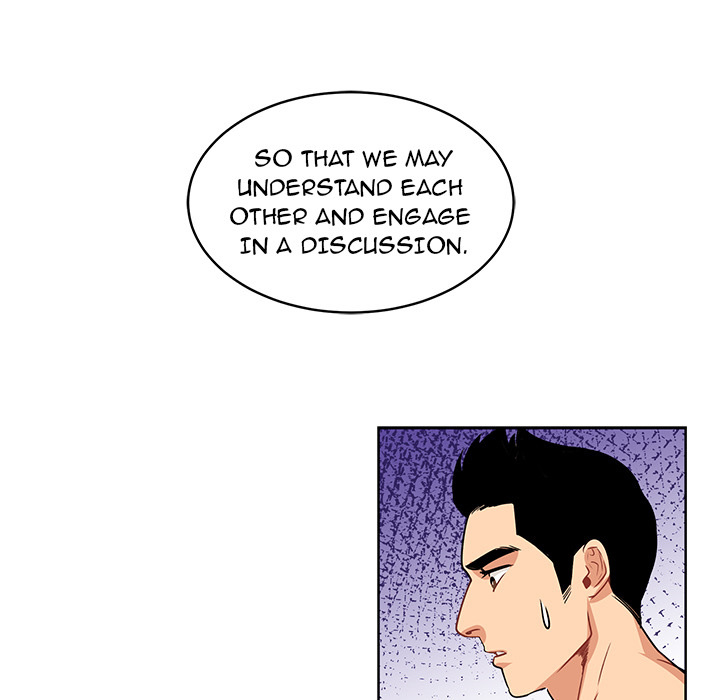 SO THAT WE MAY
UNDERSTAND EACH
OTHER AND ENGAGE
IN A DISCUSSION.